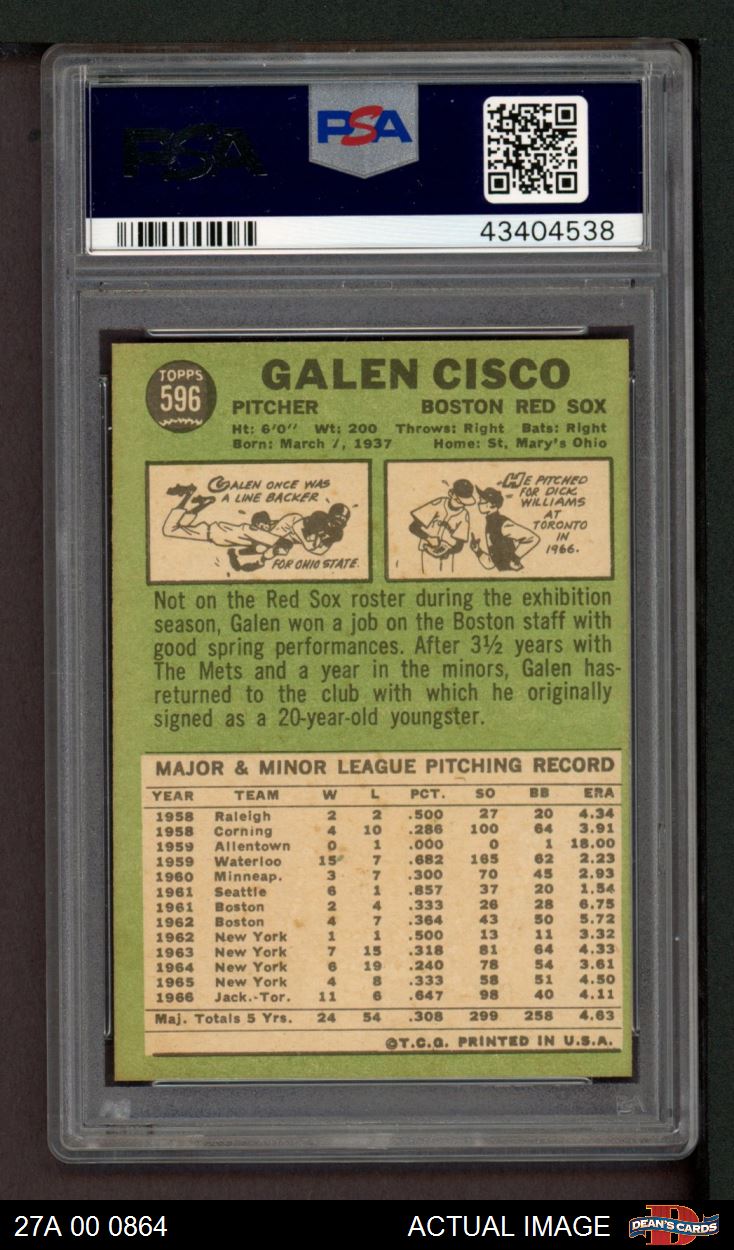 PSA
PSA
43404538
TOPPS
596
GALEN CISCO
PITCHER BOSTON RED SOX
Ht: 6'0" Wt: 200 Throws: Right Bats: Right
Born: March 7, 1937 Home: St. Mary's Ohio
GALEN ONCE WAS
A LINE BACKER
FOR OHIO STATE.
HE PITCHED
FOR DICK
WILLIAMS
AT
TORONTO
IN
1966.
Not on the Red Sox roster during the exhibition
season, Galen won a job on the Boston staff with
good spring performances. After 3½ years with
The Mets and a year in the minors, Galen has-
returned to the club with which he originally
signed as a 20-year-old youngster.
MAJOR & MINOR LEAGUE PITCHING RECORD
YEAR TEAM W L PCT. SO BB ERA
1958 Raleigh 2 2 .500 27 20 4.34
1958 Corning 4 10 .286 100 64 3.91
1959 Allentown 0 1 .000 0 1 18.00
1959 Waterloo 15 7 .682 165 62 2.23
1960 Minneap. 3 7 .300 70 45 2.93
1961 Seattle 6 1 .857 37 20 1.54
1961 Boston 2 4 .333 26 28 6.75
1962 Boston 4 7 .364 43 50 5.72
1962 New York 1 1 .500 13 11 3.32
1963 New York 7 15 .318 81 64 4.33
1964 New York 6 19 .240 78 54 3.61
1965 New York 4 8 .333 58 51 4.50
1966 Jack.-Tor. 11 6 .647 98 40 4.11
Maj. Totals 5 Yrs. 24 54 .308 299 258 4.63
©T.C.G. PRINTED IN U.S.A.
27A 00 0864 ACTUAL IMAGE DEAN'S CARDS